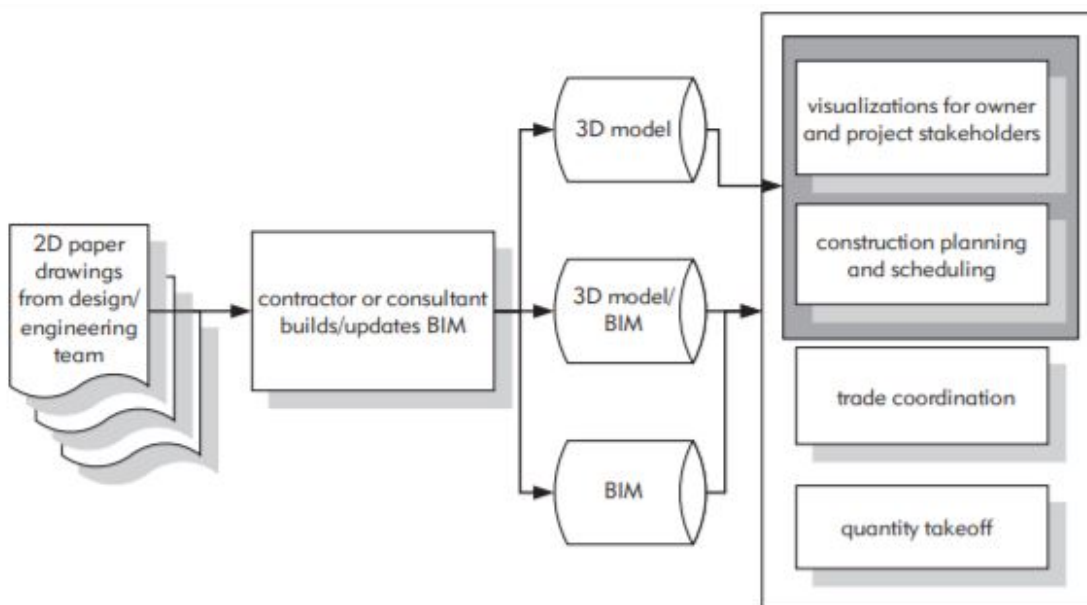 2D paper
drawings
from design/
engineering
team
contractor or consultant
builds/updates BIM
3D model
3D model/
BIM
BIM
visualizations for owner
and project stakeholders
construction planning
and scheduling
trade coordination
quantity takeoff